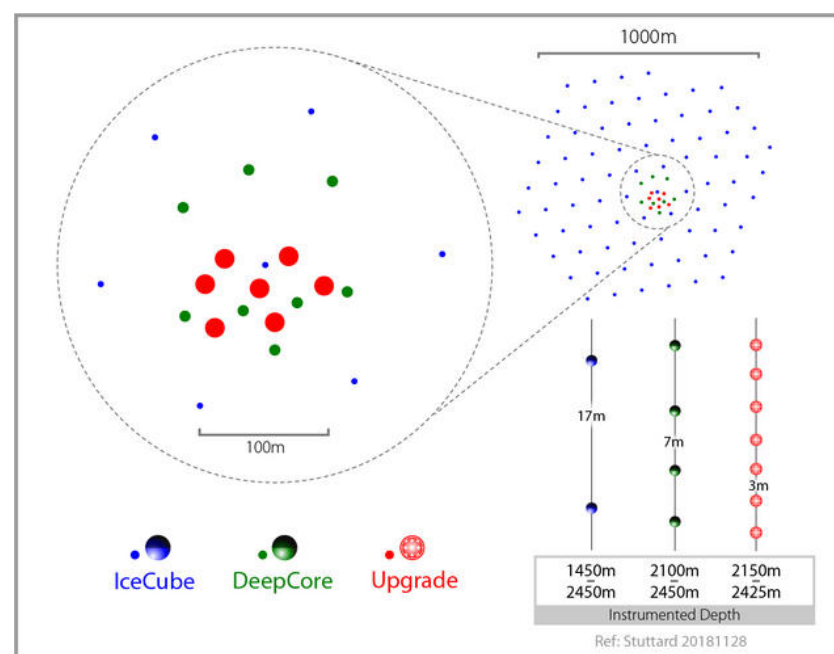 1000m
100m
17m
7m
3m
IceCube
DeepCore
Upgrade
1450m
–
2450m
2100m
–
2450m
2150m
–
2425m
Instrumented Depth
Ref: Stuttard 20181128